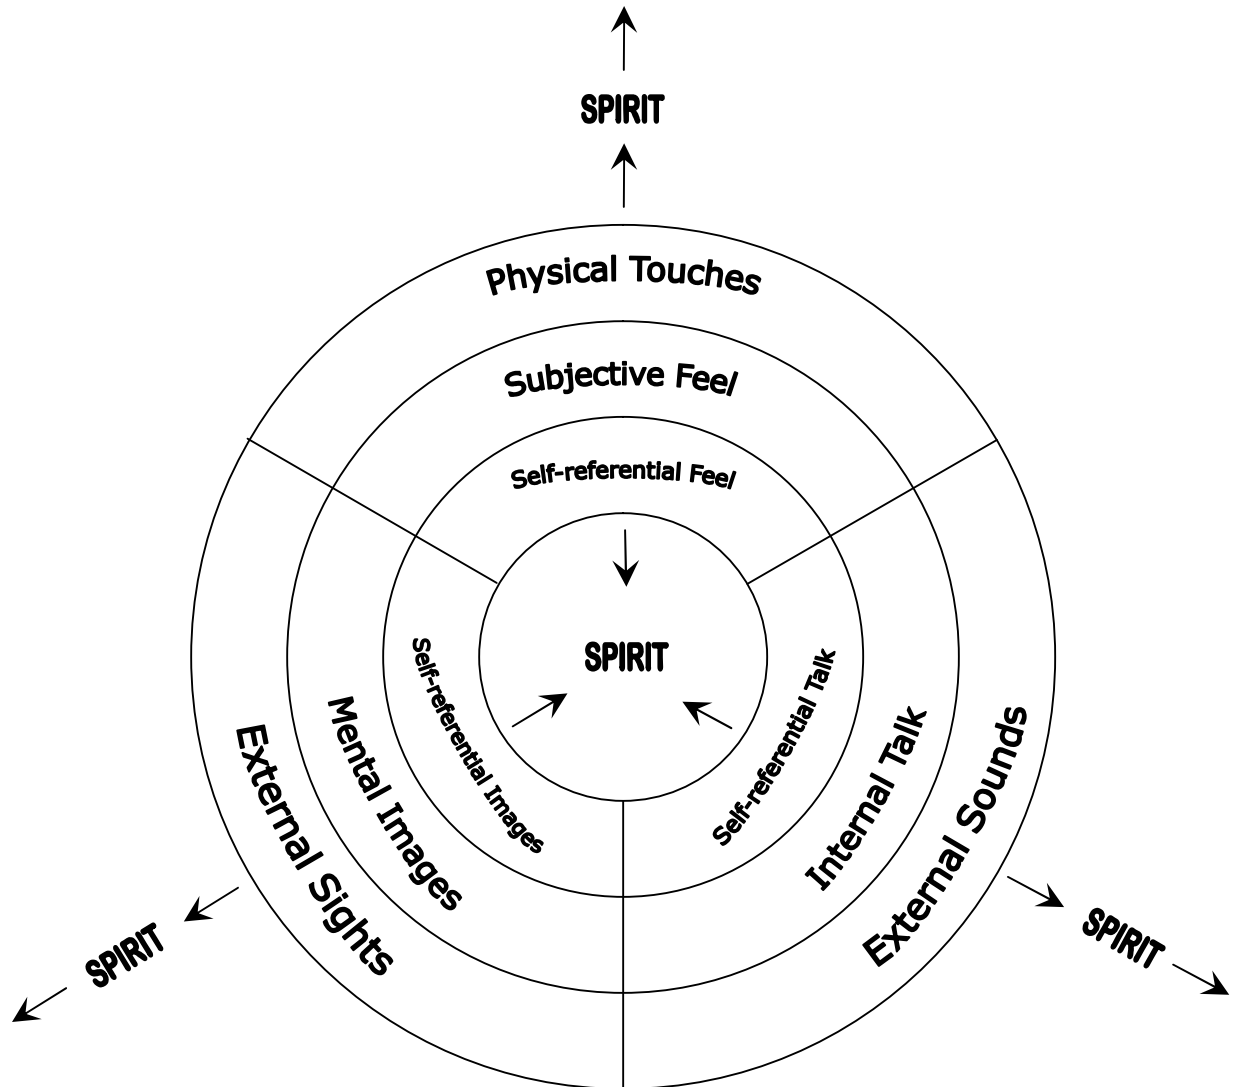 SPIRIT
Physical Touches
Subjective Feel
Self-referential Feel
SPIRIT
Self-referential Images
Mental Images
External Sights
Self-referential Talk
Internal Talk
External Sounds
SPIRIT
SPIRIT